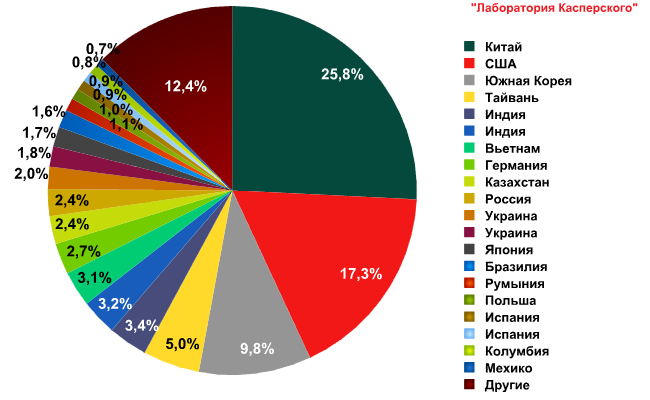 "Лаборатория Касперского"
0,7%
0,8%
0,9%
0,9%
1,0%
1,1%
1,6%
1,7%
1,8%
2,0%
2,4%
2,4%
2,7%
3,1%
3,2%
3,4%
5,0%
9,8%
17,3%
25,8%
12,4%
Китай
США
Южная Корея
Тайвань
Индия
Индия
Вьетнам
Германия
Казахстан
Россия
Украина
Украина
Япония
Бразилия
Румыния
Польша
Испания
Испания
Колумбия
Мехико
Другие